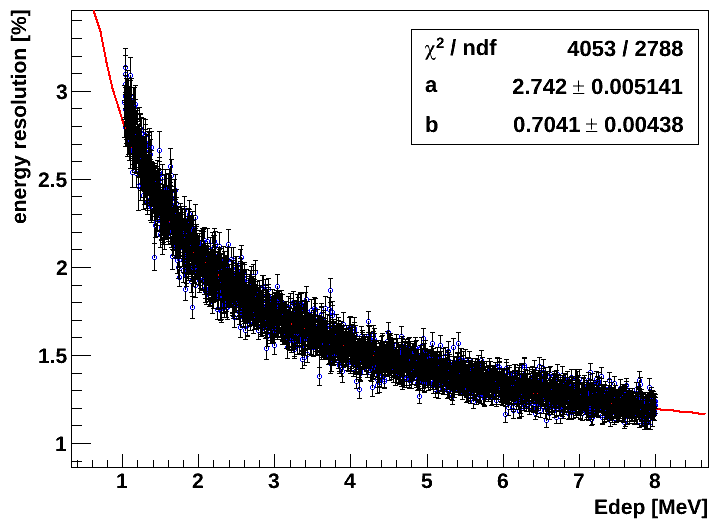 energy resolution [%]
χ² / ndf 4053 / 2788
a 2.742 ± 0.005141
b 0.7041 ± 0.00438
3
2.5
2
1.5
1
1 2 3 4 5 6 7 8
Edep [MeV]